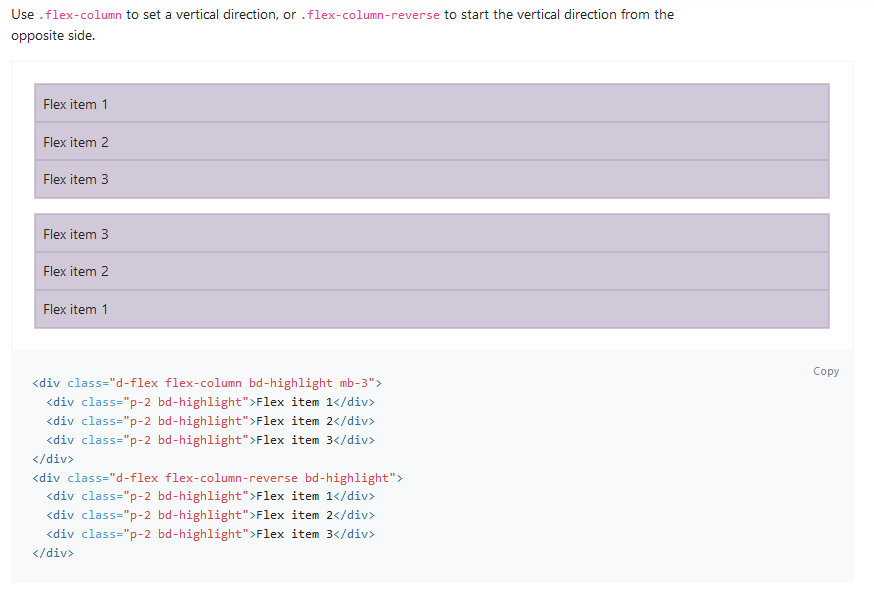 Use .flex-column to set a vertical direction, or .flex-column-reverse to start the vertical direction from the
opposite side.
Flex item 1
Flex item 2
Flex item 3
Flex item 3
Flex item 2
Flex item 1
Copy
<div class="d-flex flex-column bd-highlight mb-3">
  <div class="p-2 bd-highlight">Flex item 1</div>
  <div class="p-2 bd-highlight">Flex item 2</div>
  <div class="p-2 bd-highlight">Flex item 3</div>
</div>
<div class="d-flex flex-column-reverse bd-highlight">
  <div class="p-2 bd-highlight">Flex item 1</div>
  <div class="p-2 bd-highlight">Flex item 2</div>
  <div class="p-2 bd-highlight">Flex item 3</div>
</div>